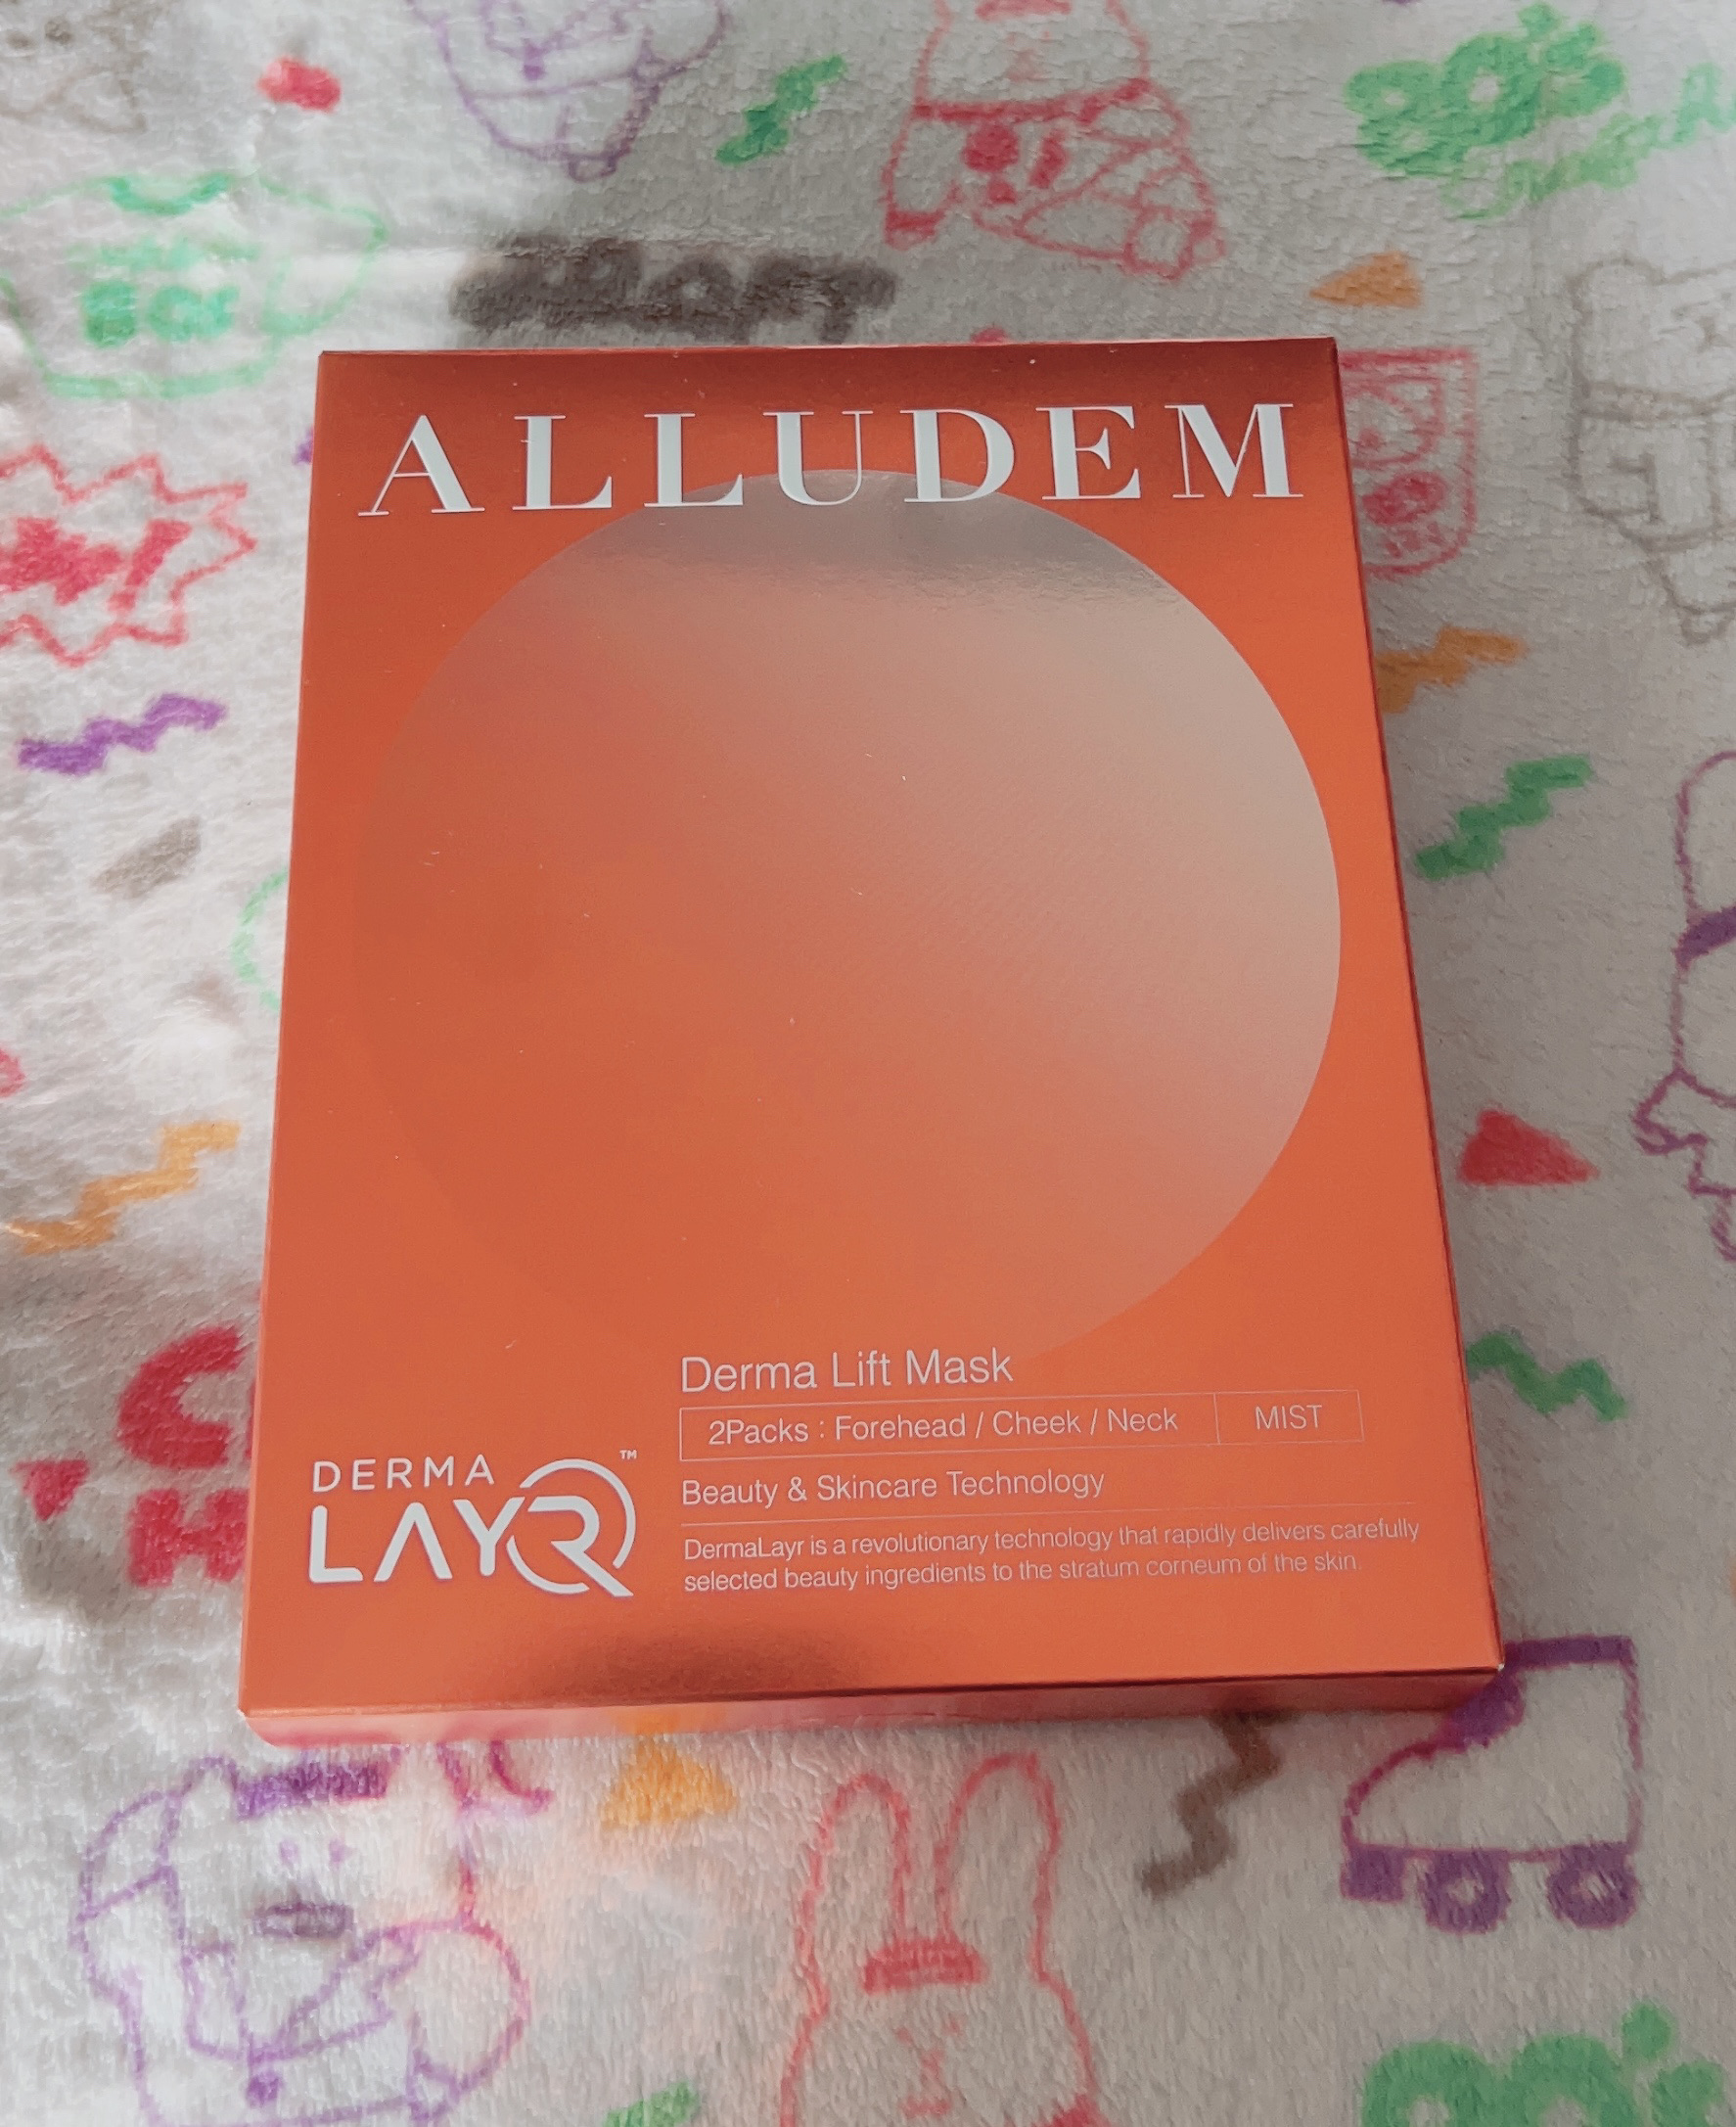 ALLUDEM
Derma Lift Mask
2Packs : Forehead / Cheek / Neck MIST
Beauty & Skincare Technology
DERMA
LAYR™
DermaLayr is a revolutionary technology that rapidly delivers carefully
selected beauty ingredients to the stratum corneum of the skin.